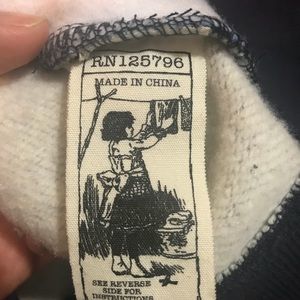 RN125796
MADE IN CHINA
SEE REVERSE
SIDE FOR
INSTRUCTIONS